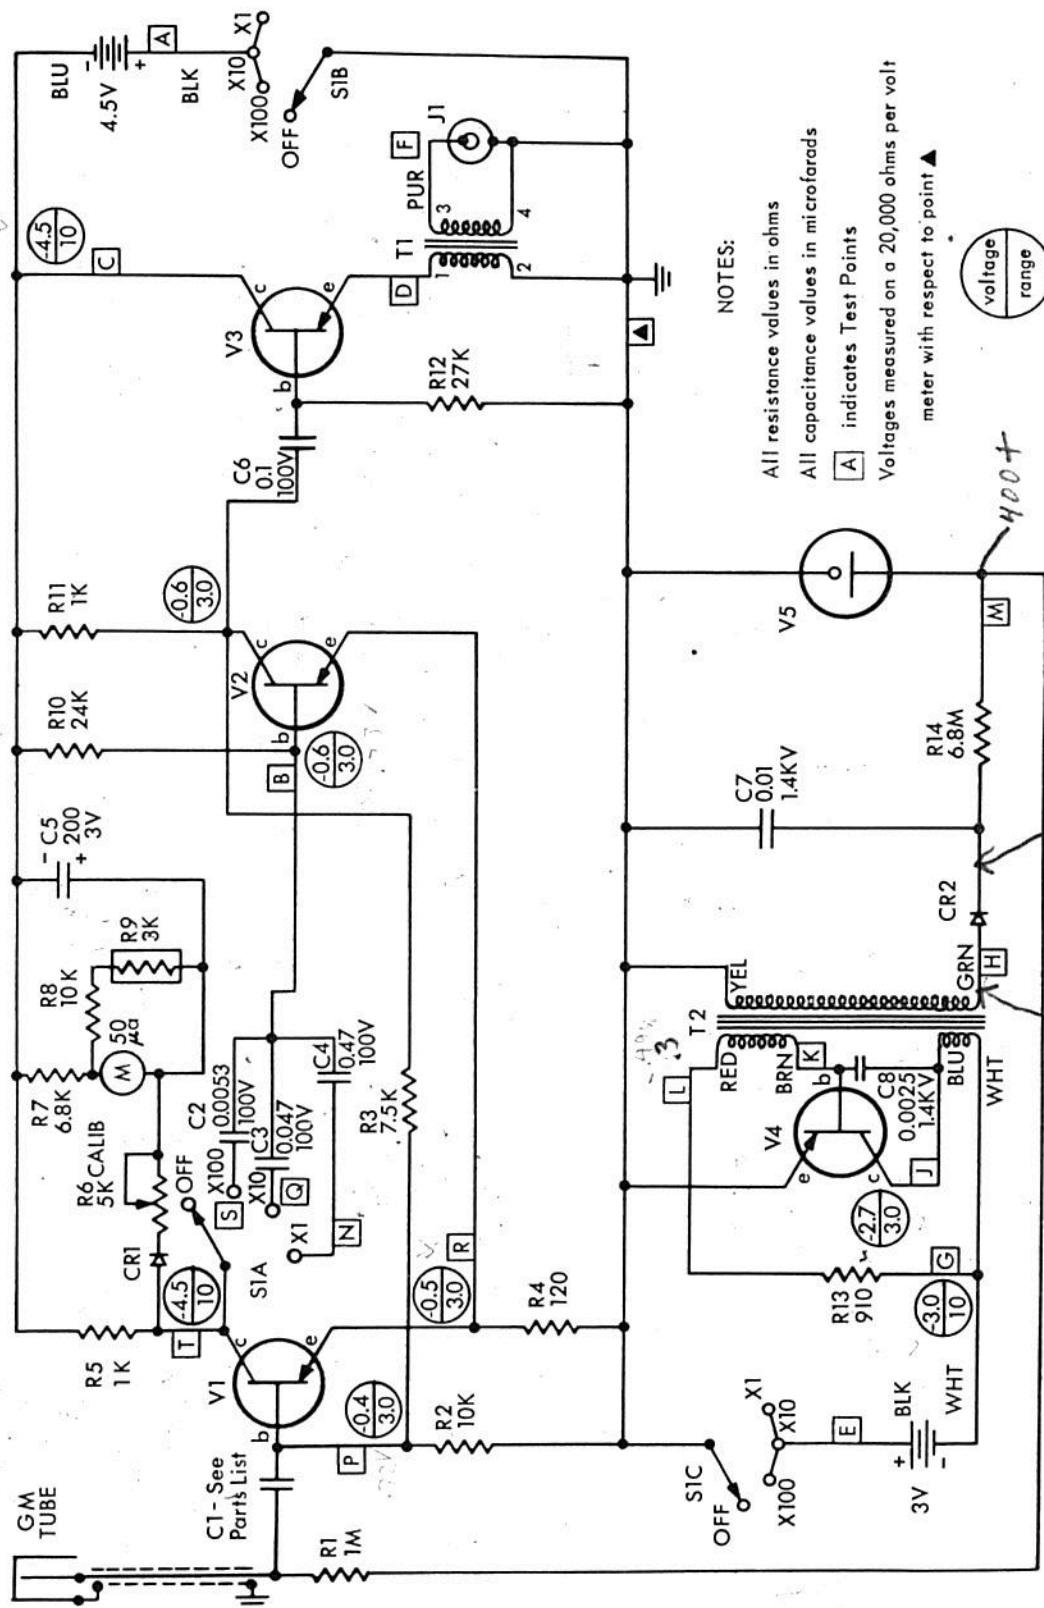 GM
TUBE
C1 - See
Parts List
R1
1M
R5
1K
T
-4.5
10
CR1
R6
5K CALIB
R7
6.8K
M
50
μa
R8
10K
R9
3K
- C5
+ 200
3V
R10
24K
R11
1K
-0.6
3.0
OFF
S
X100
C2
0.0053
100V
X10
Q
C3
0.047
100V
X1
N
C4
0.47
100V
S1A
V1
c
b
e
P
-0.4
3.0
R2
10K
-0.5
3.0
R
R4
120
R3
7.5K
B
-0.6
3.0
V2
c
b
e
C6
0.1
100V
V3
c
b
e
C
-4.5
10
D
R12
27K
T1
1
2
3
4
PUR
F
J1
BLU
-
4.5V
+
A
BLK
X1
X10
X100
OFF
S1B
▲
S1C
OFF
X100
X10
X1
E
BLK
+
3V
-
WHT
-3.0
10
G
R13
910
-2.7
3.0
L
.3
V4
e
b
c
J
K
C8
0.0025
1.4KV
T2
RED
BRN
BLU
WHT
YEL
GRN
H
CR2
C7
0.01
1.4KV
R14
6.8M
V5
M
400+
NOTES:
All resistance values in ohms
All capacitance values in microfarads
A indicates Test Points
Voltages measured on a 20,000 ohms per volt
meter with respect to point ▲
voltage
range